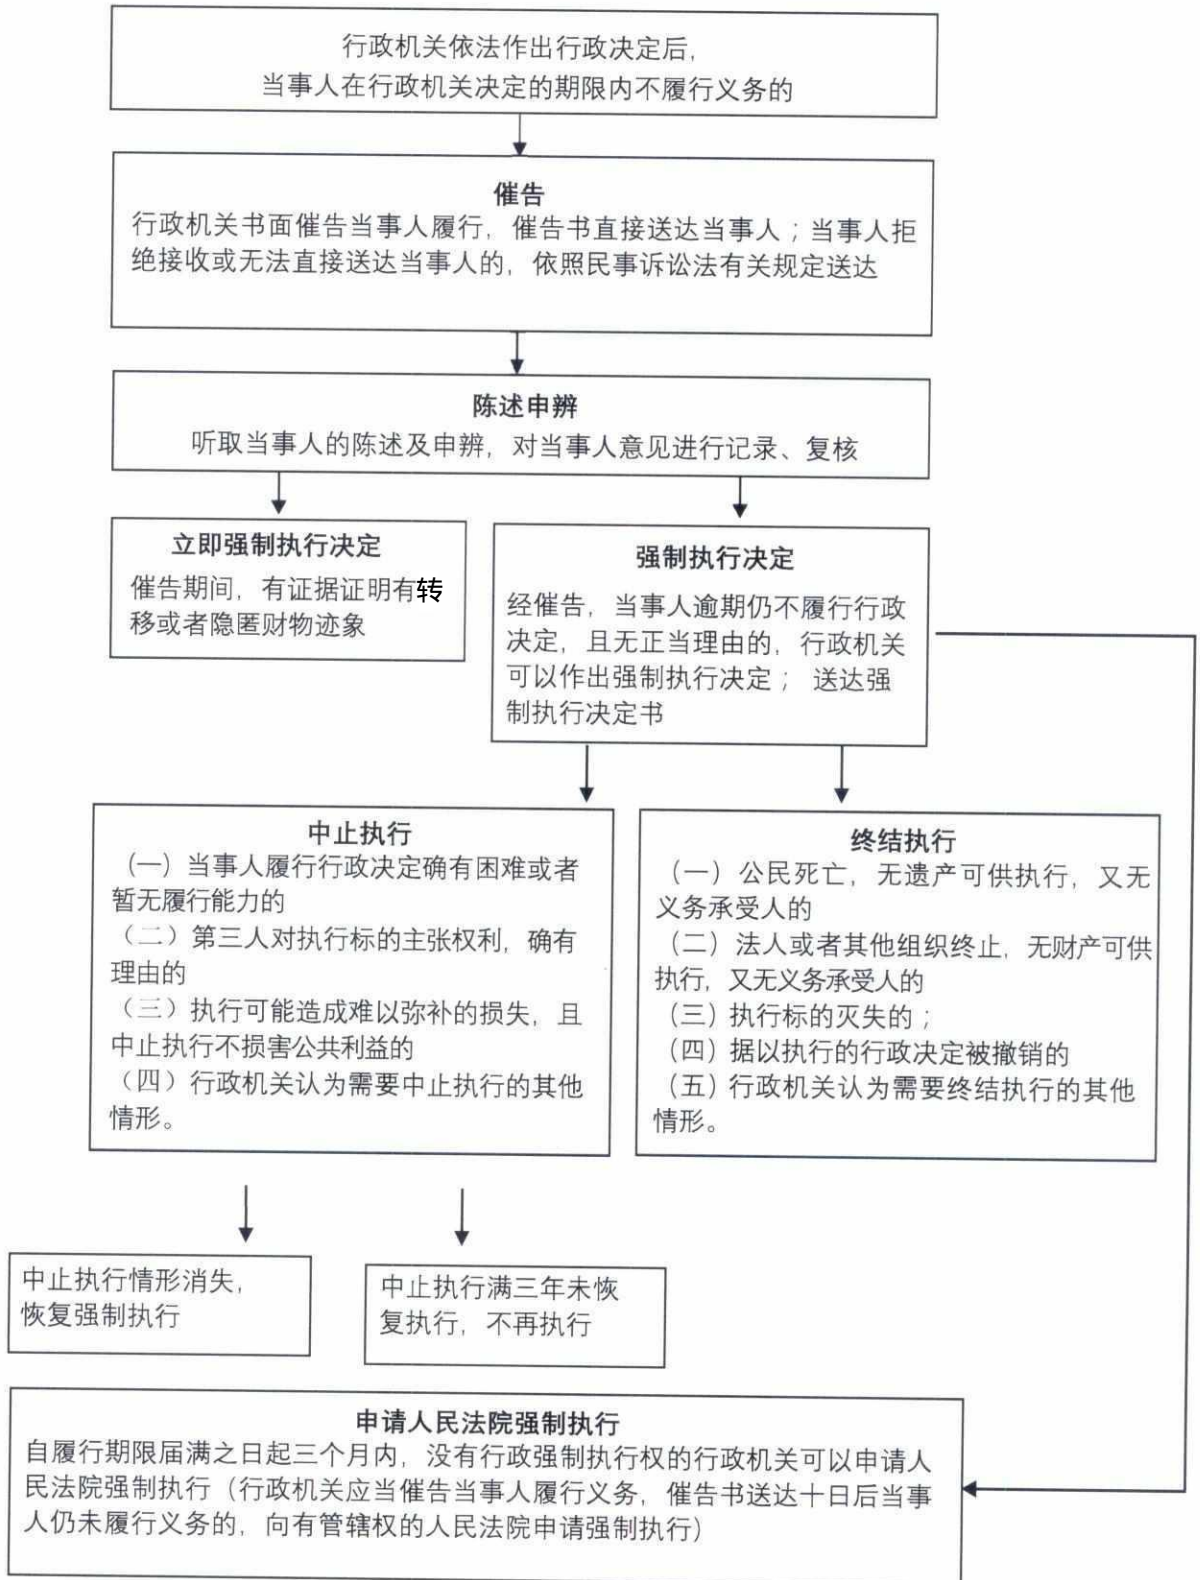 行政机关依法作出行政决定后,
当事人在行政机关决定的期限内不履行义务的
催告
行政机关书面催告当事人履行, 催告书直接送达当事人；当事人拒
绝接收或无法直接送达当事人的, 依照民事诉讼法有关规定送达
陈述申辨
听取当事人的陈述及申辨, 对当事人意见进行记录、复核
立即强制执行决定
催告期间, 有证据证明有转
移或者隐匿财物迹象
强制执行决定
经催告, 当事人逾期仍不履行行政
决定, 且无正当理由的, 行政机关
可以作出强制执行决定； 送达强
制执行决定书
中止执行
（一）当事人履行行政决定确有困难或者
暂无履行能力的
（二）第三人对执行标的主张权利, 确有
理由的
（三）执行可能造成难以弥补的损失, 且
中止执行不损害公共利益的
（四）行政机关认为需要中止执行的其他
情形。
终结执行
（一）公民死亡, 无遗产可供执行, 又无
义务承受人的
（二）法人或者其他组织终止, 无财产可供
执行, 又无义务承受人的
（三）执行标的灭失的；
（四）据以执行的行政决定被撤销的
（五）行政机关认为需要终结执行的其他
情形。
中止执行情形消失,
恢复强制执行
中止执行满三年未恢
复执行, 不再执行
申请人民法院强制执行
自履行期限届满之日起三个月内, 没有行政强制执行权的行政机关可以申请人
民法院强制执行（行政机关应当催告当事人履行义务, 催告书送达十日后当事
人仍未履行义务的, 向有管辖权的人民法院申请强制执行）